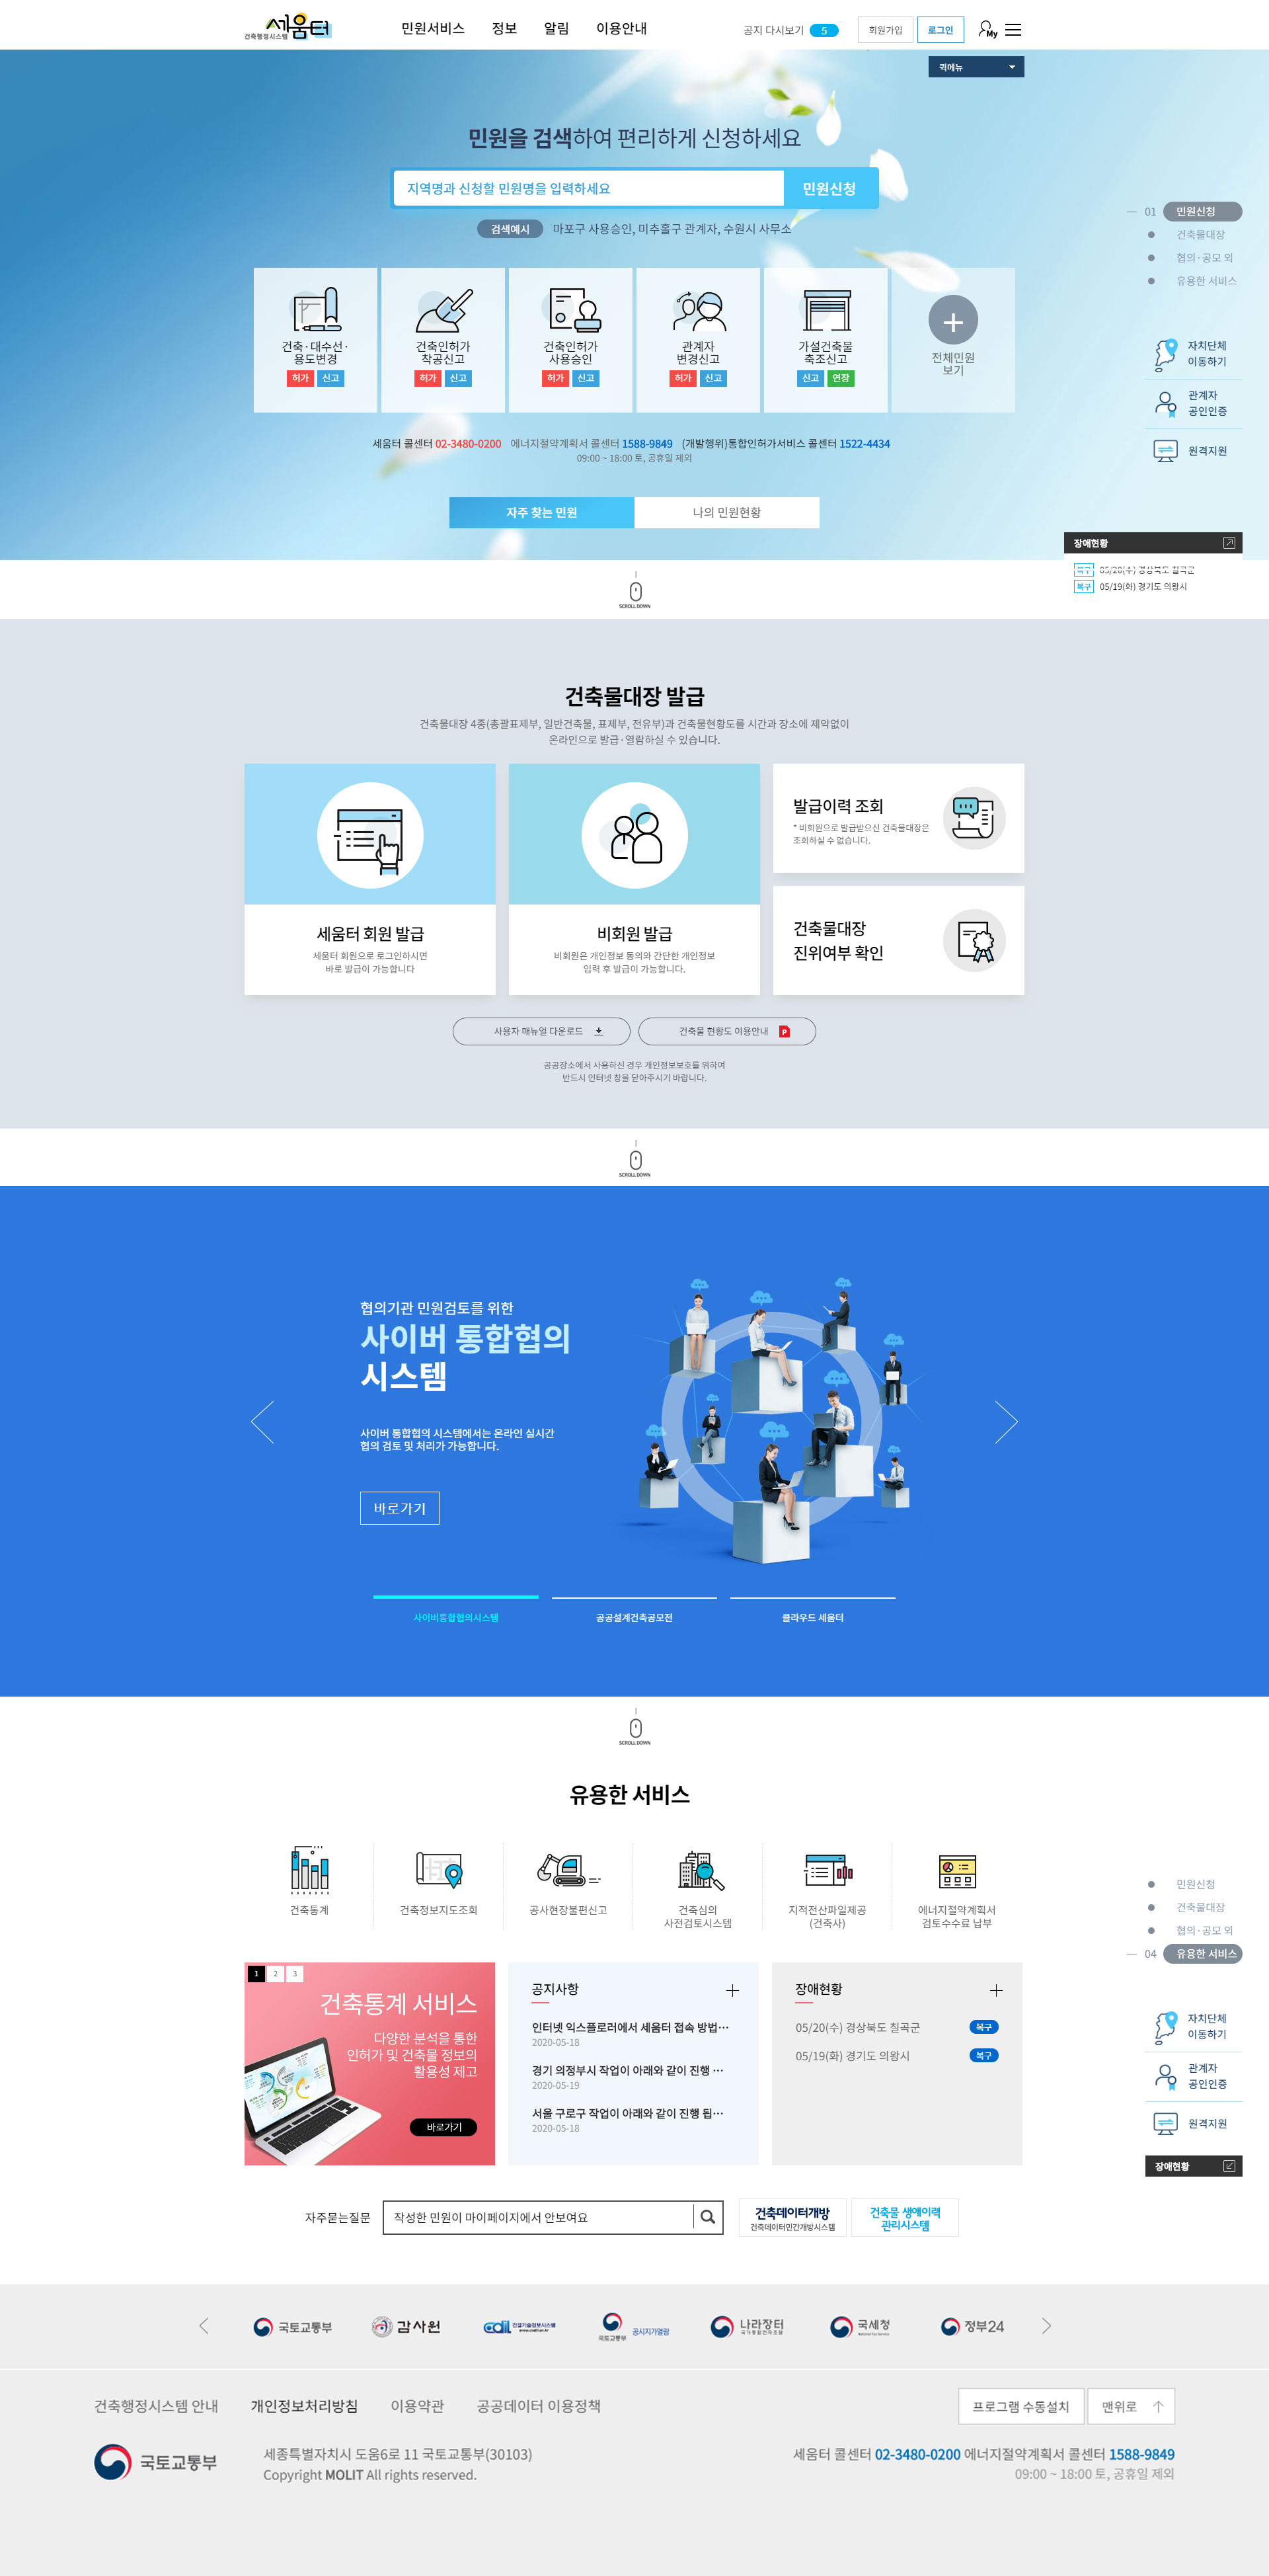 건축행정시스템 세움터
민원서비스 정보 알림 이용안내
공지 다시보기 5
회원가입
로그인
My
퀵메뉴
민원을 검색하여 편리하게 신청하세요
지역명과 신청할 민원명을 입력하세요
민원신청
검색예시 마포구 사용승인, 미추홀구 관계자, 수원시 사무소
01 민원신청
건축물대장
협의·공모 외
유용한 서비스
건축·대수선·
용도변경
허가 신고
건축인허가
착공신고
허가 신고
건축인허가
사용승인
허가 신고
관계자
변경신고
허가 신고
가설건축물
축조신고
신고 연장
전체민원
보기
자치단체
이동하기
관계자
공인인증
원격지원
세움터 콜센터 02-3480-0200 에너지절약계획서 콜센터 1588-9849 (개발행위)통합인허가서비스 콜센터 1522-4434
09:00 ~ 18:00 토, 공휴일 제외
자주 찾는 민원
나의 민원현황
장애현황
복구 05/20(수) 경상북도 칠곡군
복구 05/19(화) 경기도 의왕시
SCROLL DOWN
건축물대장 발급
건축물대장 4종(총괄표제부, 일반건축물, 표제부, 전유부)과 건축물현황도를 시간과 장소에 제약없이
온라인으로 발급·열람하실 수 있습니다.
세움터 회원 발급
세움터 회원으로 로그인하시면
바로 발급이 가능합니다
비회원 발급
비회원은 개인정보 동의와 간단한 개인정보
입력 후 발급이 가능합니다.
발급이력 조회
* 비회원으로 발급받으신 건축물대장은
조회하실 수 없습니다.
건축물대장
진위여부 확인
사용자 매뉴얼 다운로드
건축물 현황도 이용안내 P
공공장소에서 사용하신 경우 개인정보보호를 위하여
반드시 인터넷 창을 닫아주시기 바랍니다.
SCROLL DOWN
협의기관 민원검토를 위한
사이버 통합협의
시스템
사이버 통합협의 시스템에서는 온라인 실시간
협의 검토 및 처리가 가능합니다.
바로가기
사이버통합협의시스템
공공설계건축공모전
클라우드 세움터
SCROLL DOWN
유용한 서비스
건축통계
건축정보지도조회
공사현장불편신고
건축심의
사전검토시스템
지적전산파일제공
(건축사)
에너지절약계획서
검토수수료 납부
민원신청
건축물대장
협의·공모 외
04 유용한 서비스
1 2 3
건축통계 서비스
다양한 분석을 통한
인허가 및 건축물 정보의
활용성 제고
바로가기
공지사항
인터넷 익스플로러에서 세움터 접속 방법···
2020-05-18
경기 의정부시 작업이 아래와 같이 진행 ···
2020-05-19
서울 구로구 작업이 아래와 같이 진행 됩···
2020-05-18
장애현황
05/20(수) 경상북도 칠곡군 복구
05/19(화) 경기도 의왕시 복구
자치단체
이동하기
관계자
공인인증
원격지원
장애현황
자주묻는질문
작성한 민원이 마이페이지에서 안보여요
건축데이터개방
건축데이터민간개방시스템
건축물 생애이력
관리시스템
국토교통부
감사원
calil 건설기술정보시스템
국토교통부 공시지가열람
나라장터
국가종합전자조달
국세청
National Tax Service
정부24
건축행정시스템 안내 개인정보처리방침 이용약관 공공데이터 이용정책
프로그램 수동설치
맨위로
국토교통부
세종특별자치시 도움6로 11 국토교통부(30103)
Copyright MOLIT All rights reserved.
세움터 콜센터 02-3480-0200 에너지절약계획서 콜센터 1588-9849
09:00 ~ 18:00 토, 공휴일 제외